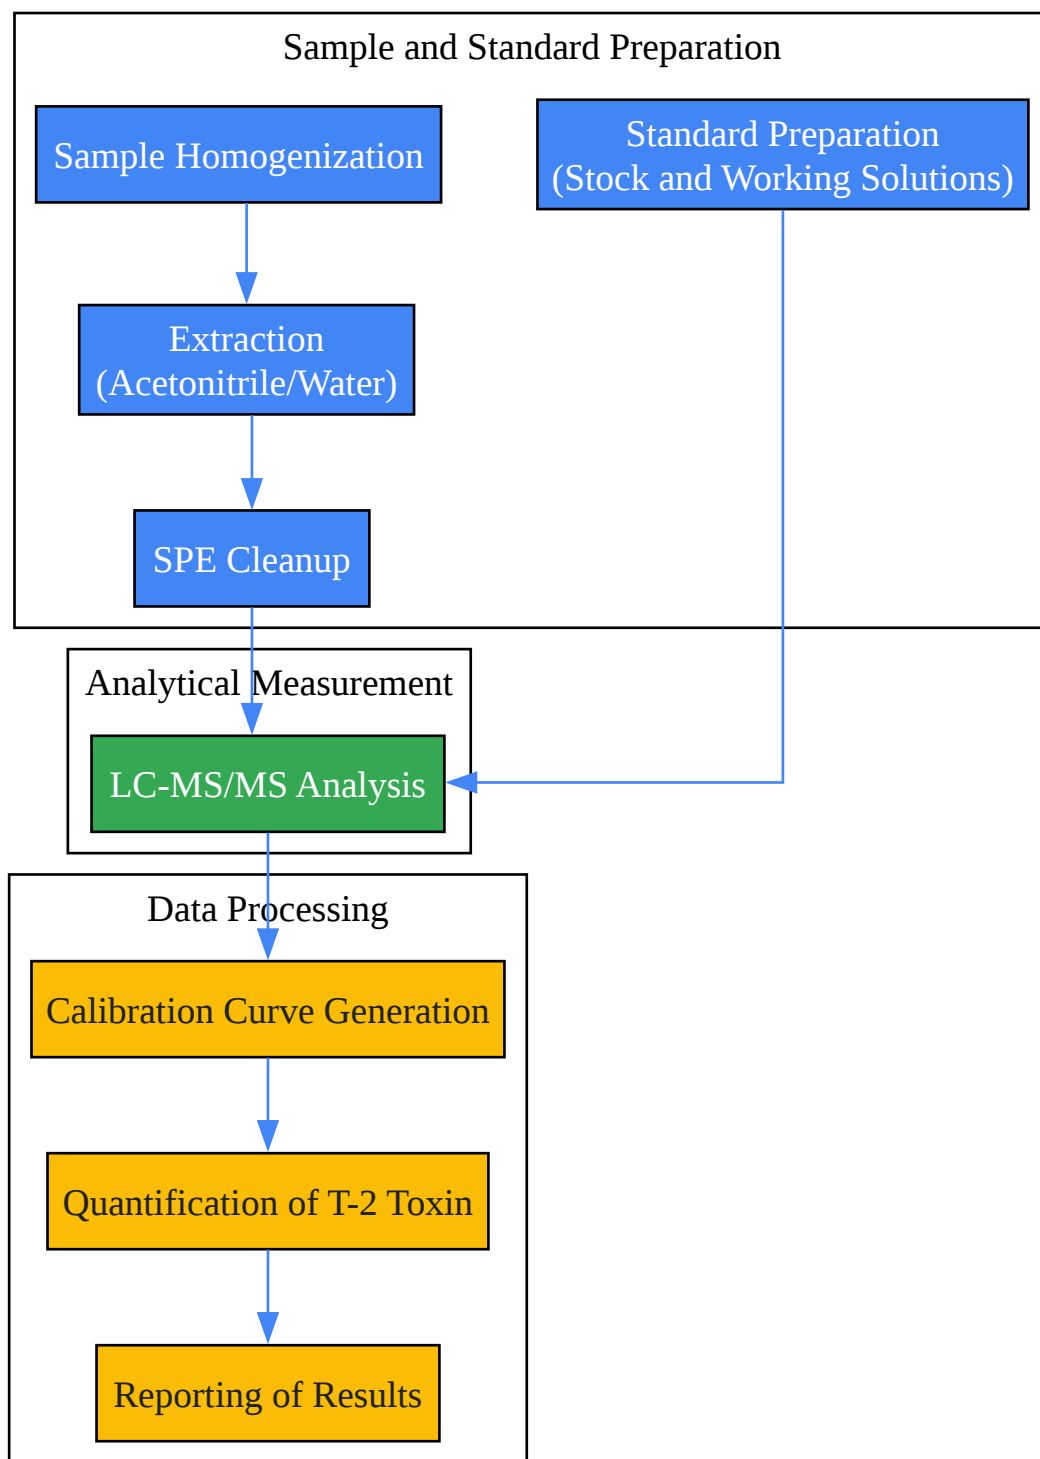 Sample and Standard Preparation
Sample Homogenization
Standard Preparation
(Stock and Working Solutions)
Extraction
(Acetonitrile/Water)
SPE Cleanup
Analytical Measurement
LC-MS/MS Analysis
Data Processing
Calibration Curve Generation
Quantification of T-2 Toxin
Reporting of Results